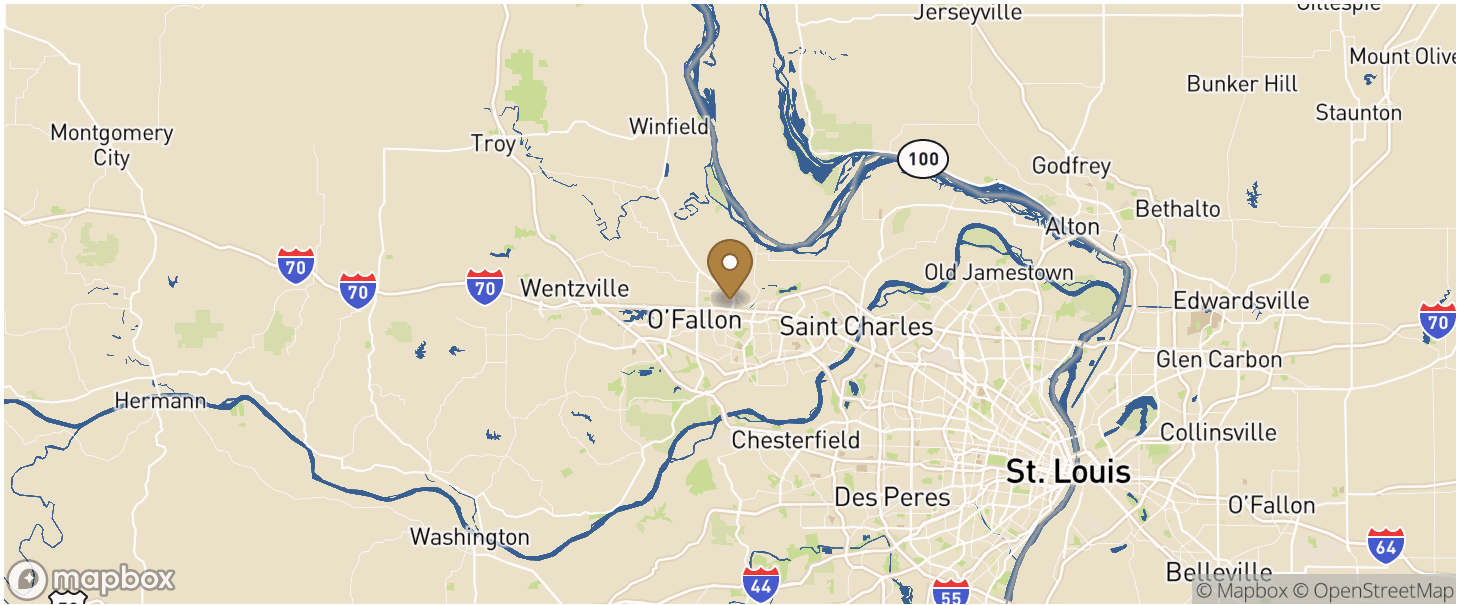 Jerseyville
Gillespie
Mount Olive
Bunker Hill
Staunton
Montgomery
City
Troy
Winfield
100
Godfrey
Bethalto
Alton
70
70
70
Wentzville
Old Jamestown
Edwardsville
70
O'Fallon
Saint Charles
Glen Carbon
Hermann
Chesterfield
Collinsville
St. Louis
Des Peres
O'Fallon
Washington
64
Belleville
mapbox
44
55
© Mapbox © OpenStreetMap